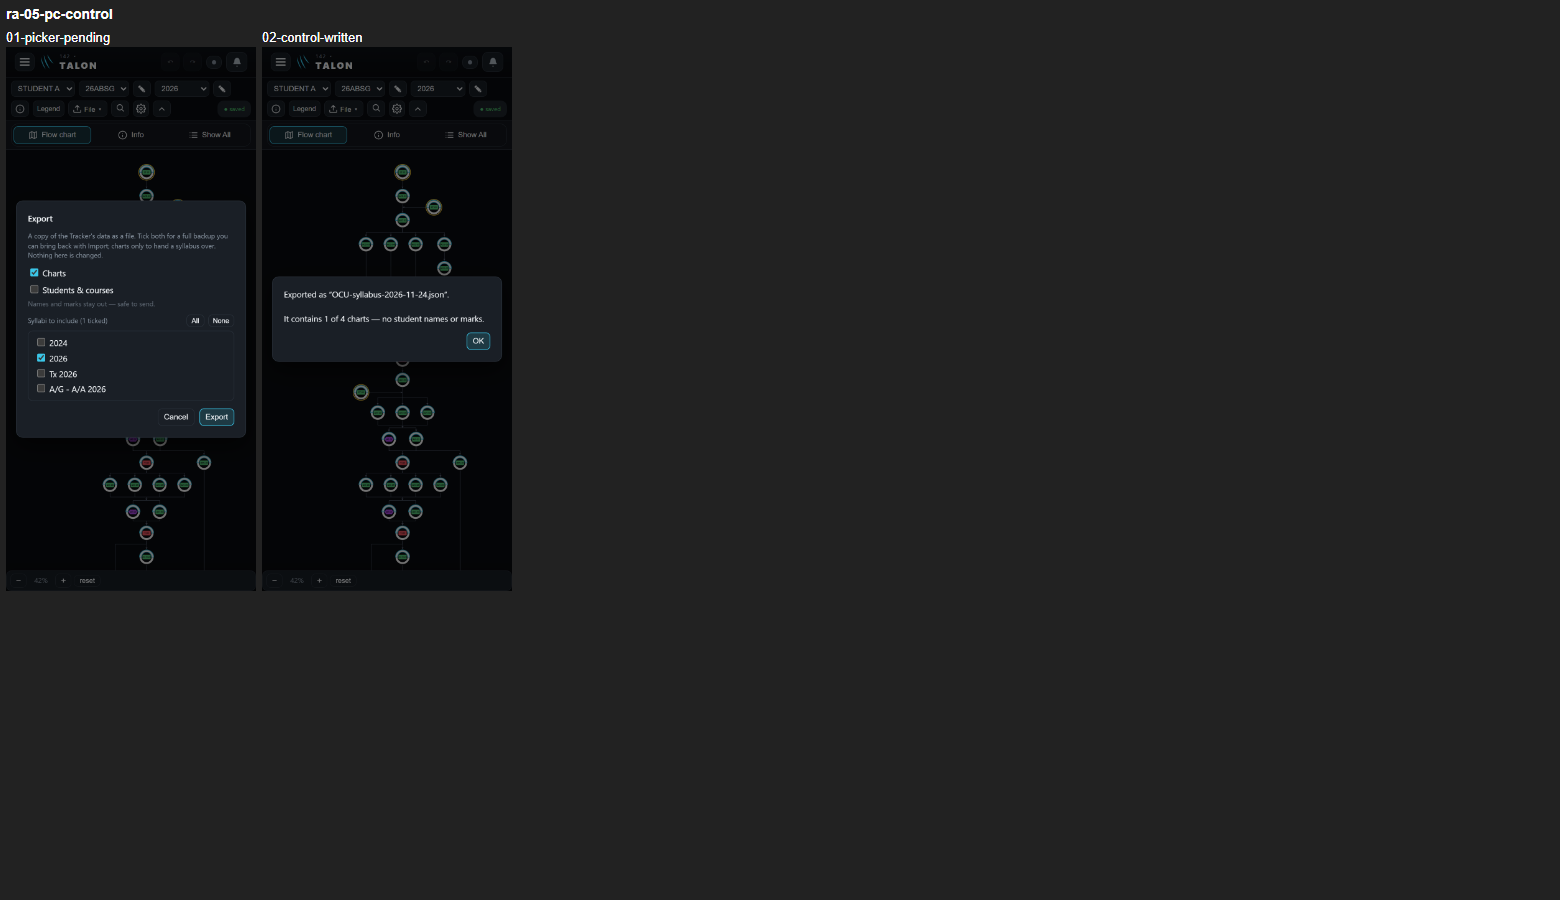 ra-05-pc-control
01-picker-pending
TALON
STUDENT A
26ABSG
2026
Legend
File
saved
Flow chart
Info
Show All
Export
A copy of the Tracker's data as a file. Tick both for a full backup you
can bring back with Import; charts only to hand a syllabus over.
Nothing here is changed.
Charts
Students & courses
Names and marks stay out — safe to send.
Syllabi to include (1 ticked)
All
None
2024
2026
Tx 2026
A/G - A/A 2026
Cancel
Export
− 42% + reset
02-control-written
TALON
STUDENT A
26ABSG
2026
Legend
File
saved
Flow chart
Info
Show All
Exported as “OCU-syllabus-2026-11-24.json”.
It contains 1 of 4 charts — no student names or marks.
OK
− 42% + reset